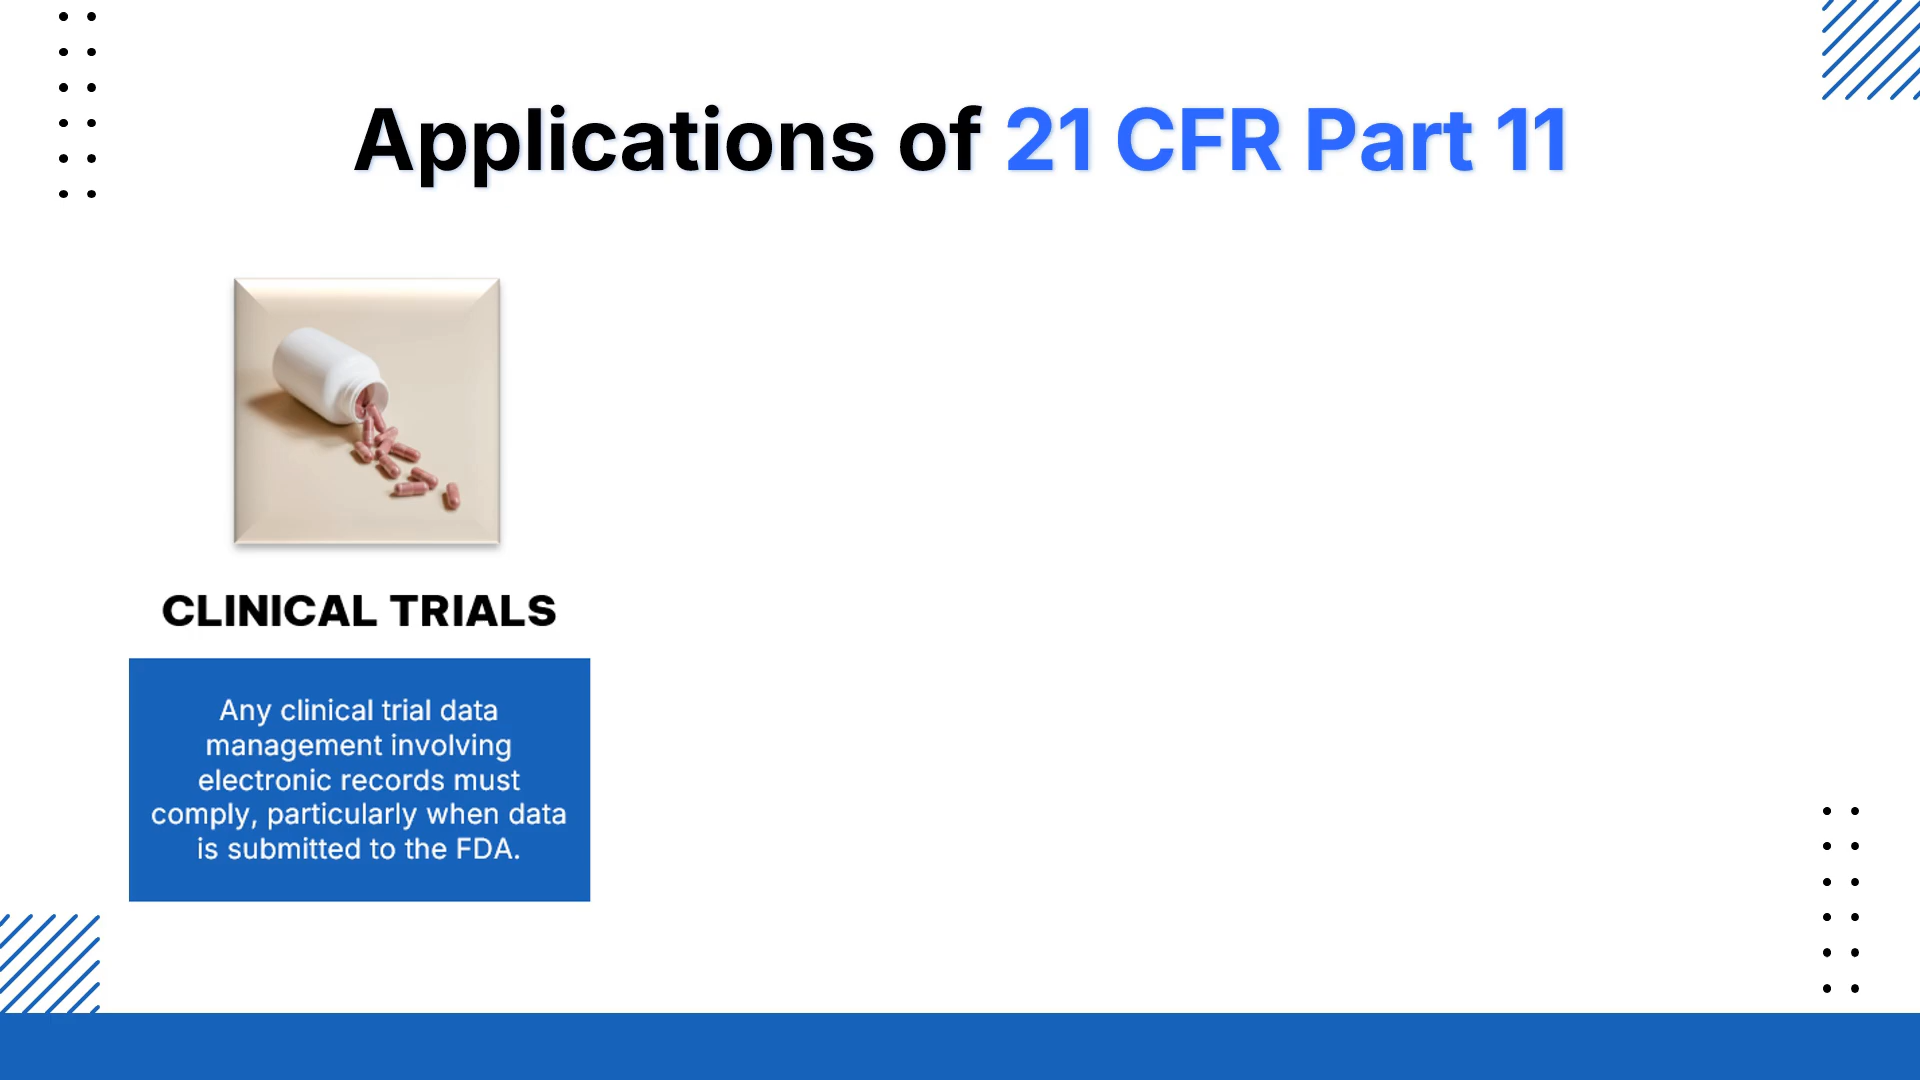 Applications of 21 CFR Part 11
CLINICAL TRIALS
Any clinical trial data
management involving
electronic records must
comply, particularly when data
is submitted to the FDA.